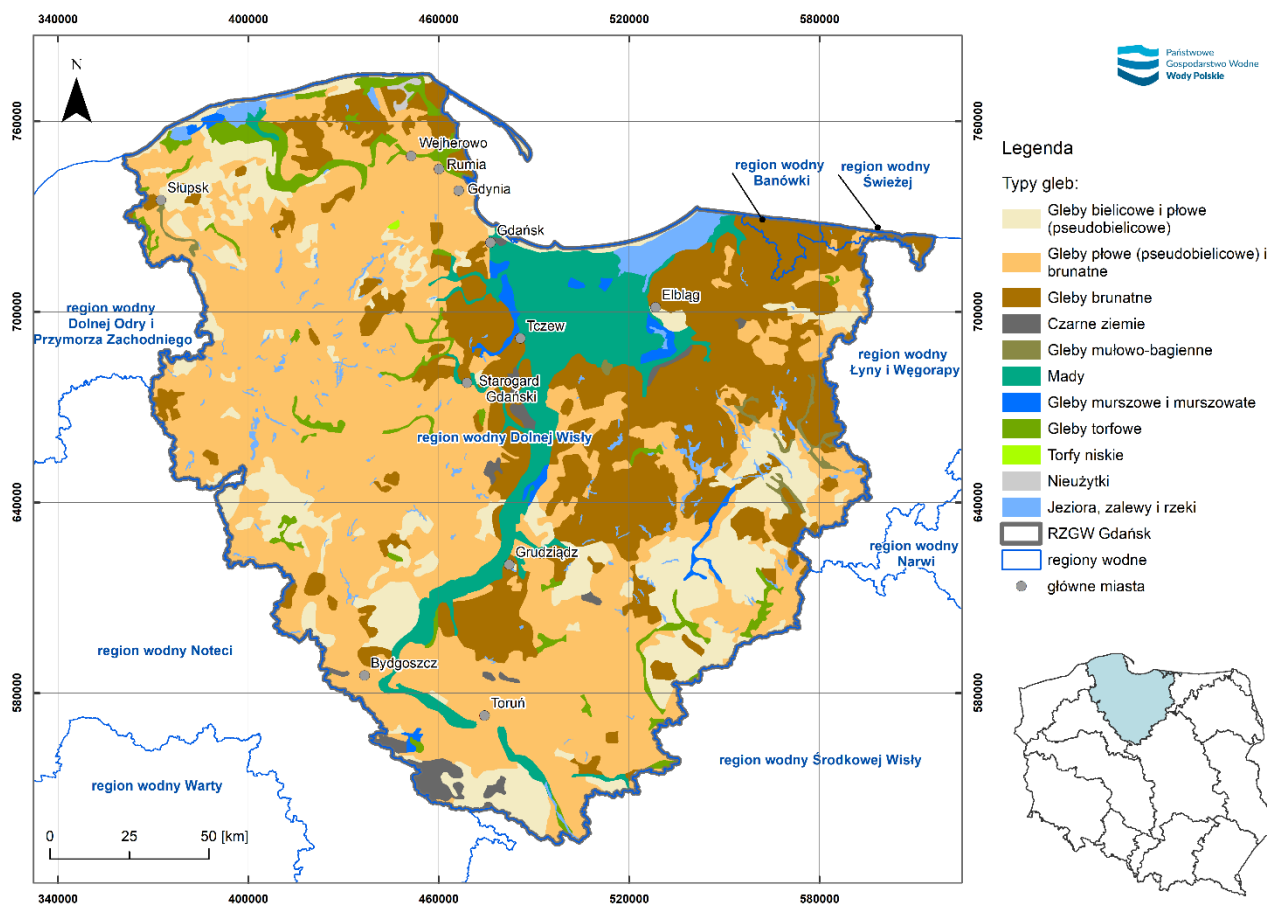 340000 400000 460000 520000 580000
N
Państwowe
Gospodarstwo Wodne
Wody Polskie
760000 760000
Wejherowo
Rumia
Gdynia
Słupsk
region wodny
Banówki
region wodny
Świeżej
Gdańsk
Elbląg
700000 700000
region wodny
Dolnej Odry i
Przymorza Zachodniego
Tczew
region wodny
Łyny i Węgorapy
Starogard
Gdański
region wodny Dolnej Wisły
640000 640000
Grudziądz
region wodny
Narwi
region wodny Noteci
Bydgoszcz
580000 580000
Toruń
region wodny Środkowej Wisły
region wodny Warty
0 25 50 [km]
340000 400000 460000 520000 580000
Legenda
Typy gleb:
Gleby bielicowe i płowe
(pseudobielicowe)
Gleby płowe (pseudobielicowe) i
brunatne
Gleby brunatne
Czarne ziemie
Gleby mułowo-bagienne
Mady
Gleby murszowe i murszowate
Gleby torfowe
Torfy niskie
Nieużytki
Jeziora, zalewy i rzeki
RZGW Gdańsk
regiony wodne
główne miasta